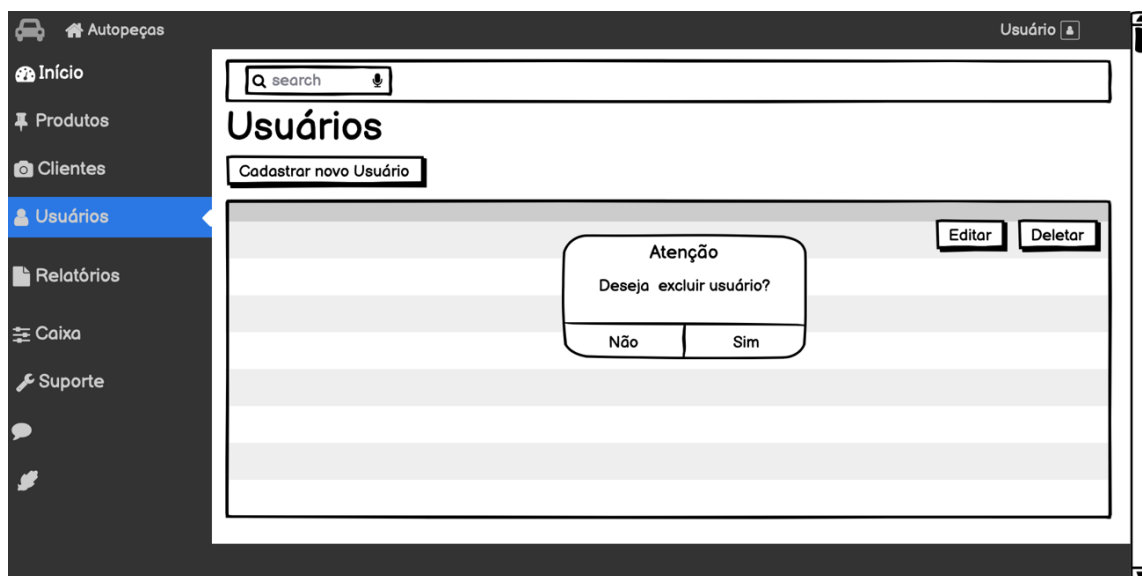 Autopeças
Usuário
Início
Produtos
Clientes
Usuários
Relatórios
Caixa
Suporte
search
Usuários
Cadastrar novo Usuário
Editar
Deletar
Atenção
Deseja excluir usuário?
Não
Sim